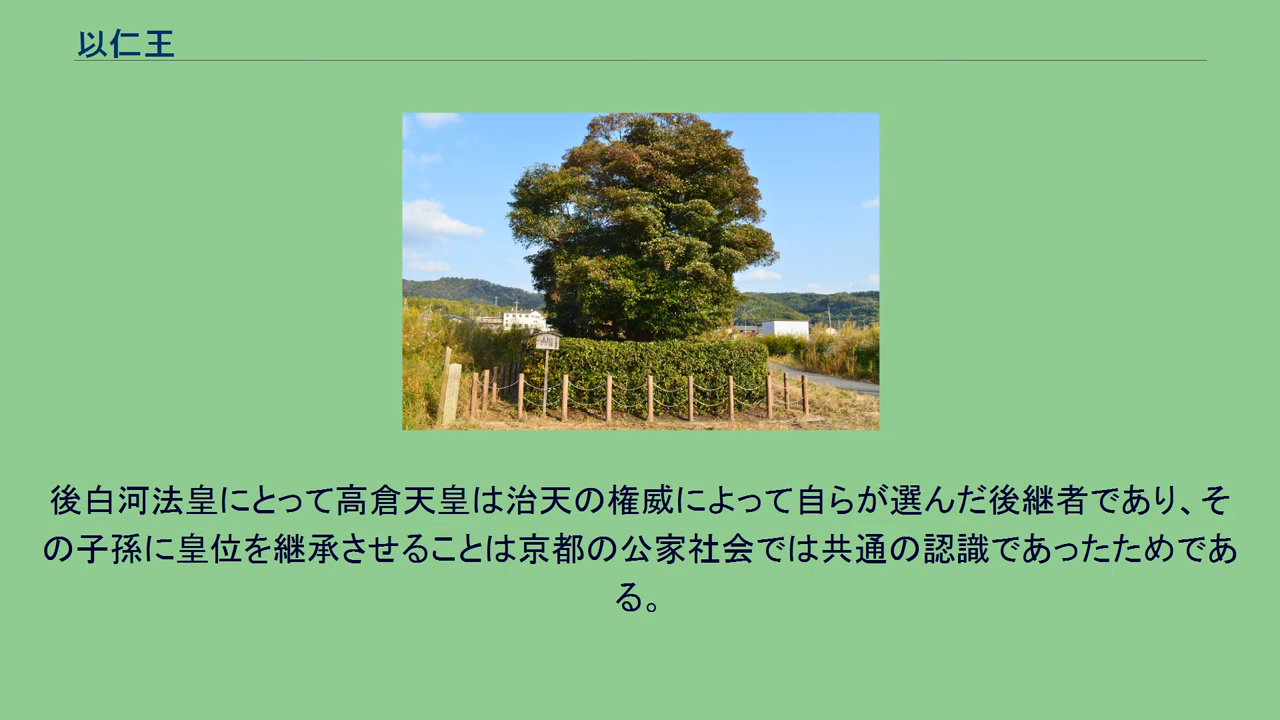 以仁王
後白河法皇にとって高倉天皇は治天の権威によって自らが選んだ後継者であり、そ
の子孫に皇位を継承させることは京都の公家社会では共通の認識であったためであ
る。